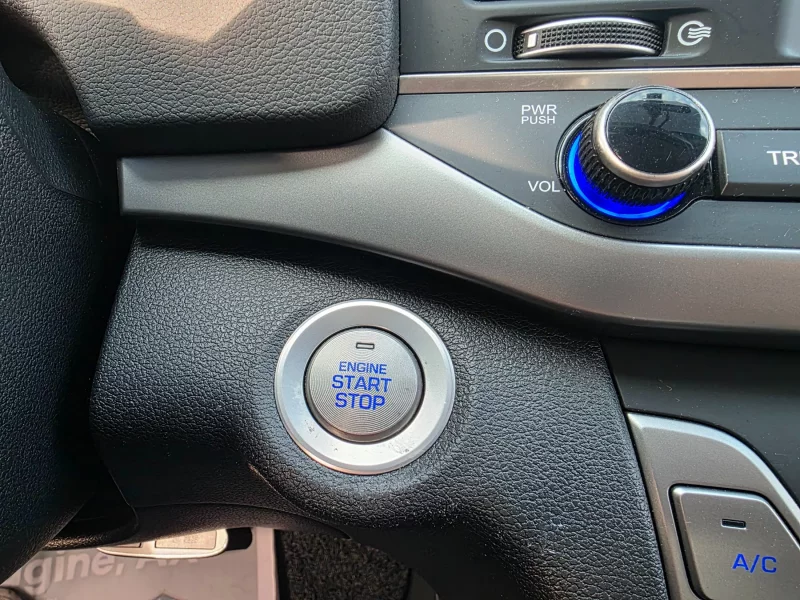 PWR
PUSH
VOL
TR
ENGINE
START
STOP
A/C